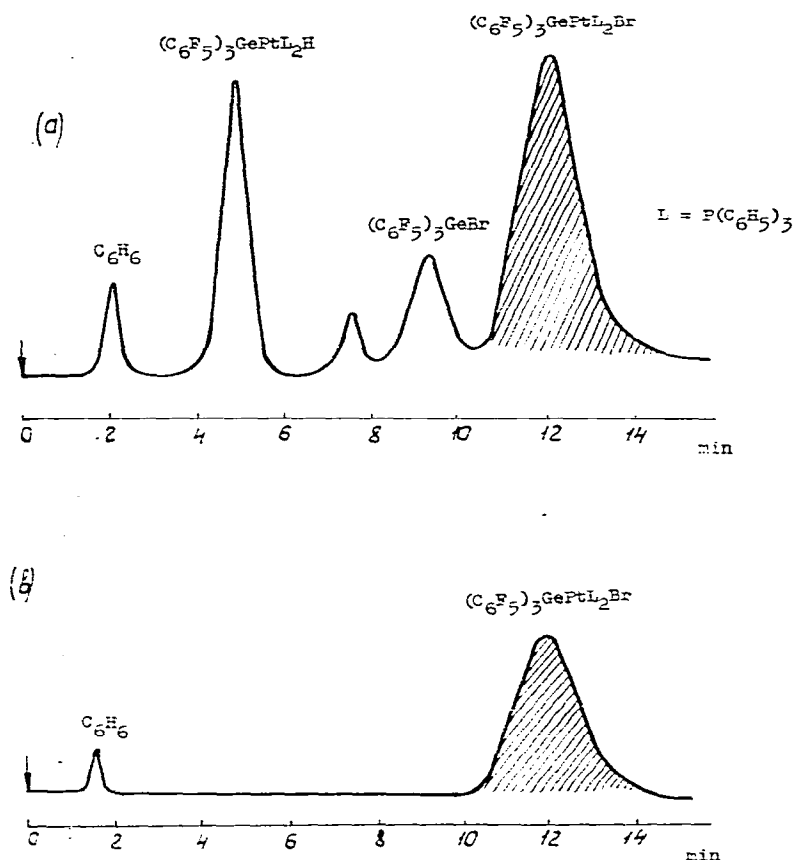 (C₆F₅)₃GePtL₂H
(C₆F₅)₃GePtL₂Br
(a)
C₆H₆
(C₆F₅)₃GeBr
L = P(C₆H₅)₃
0 2 4 6 8 10 12 14
min
(б)
(C₆F₅)₃GePtL₂Br
C₆H₆
0 2 4 6 8 10 12 14
min